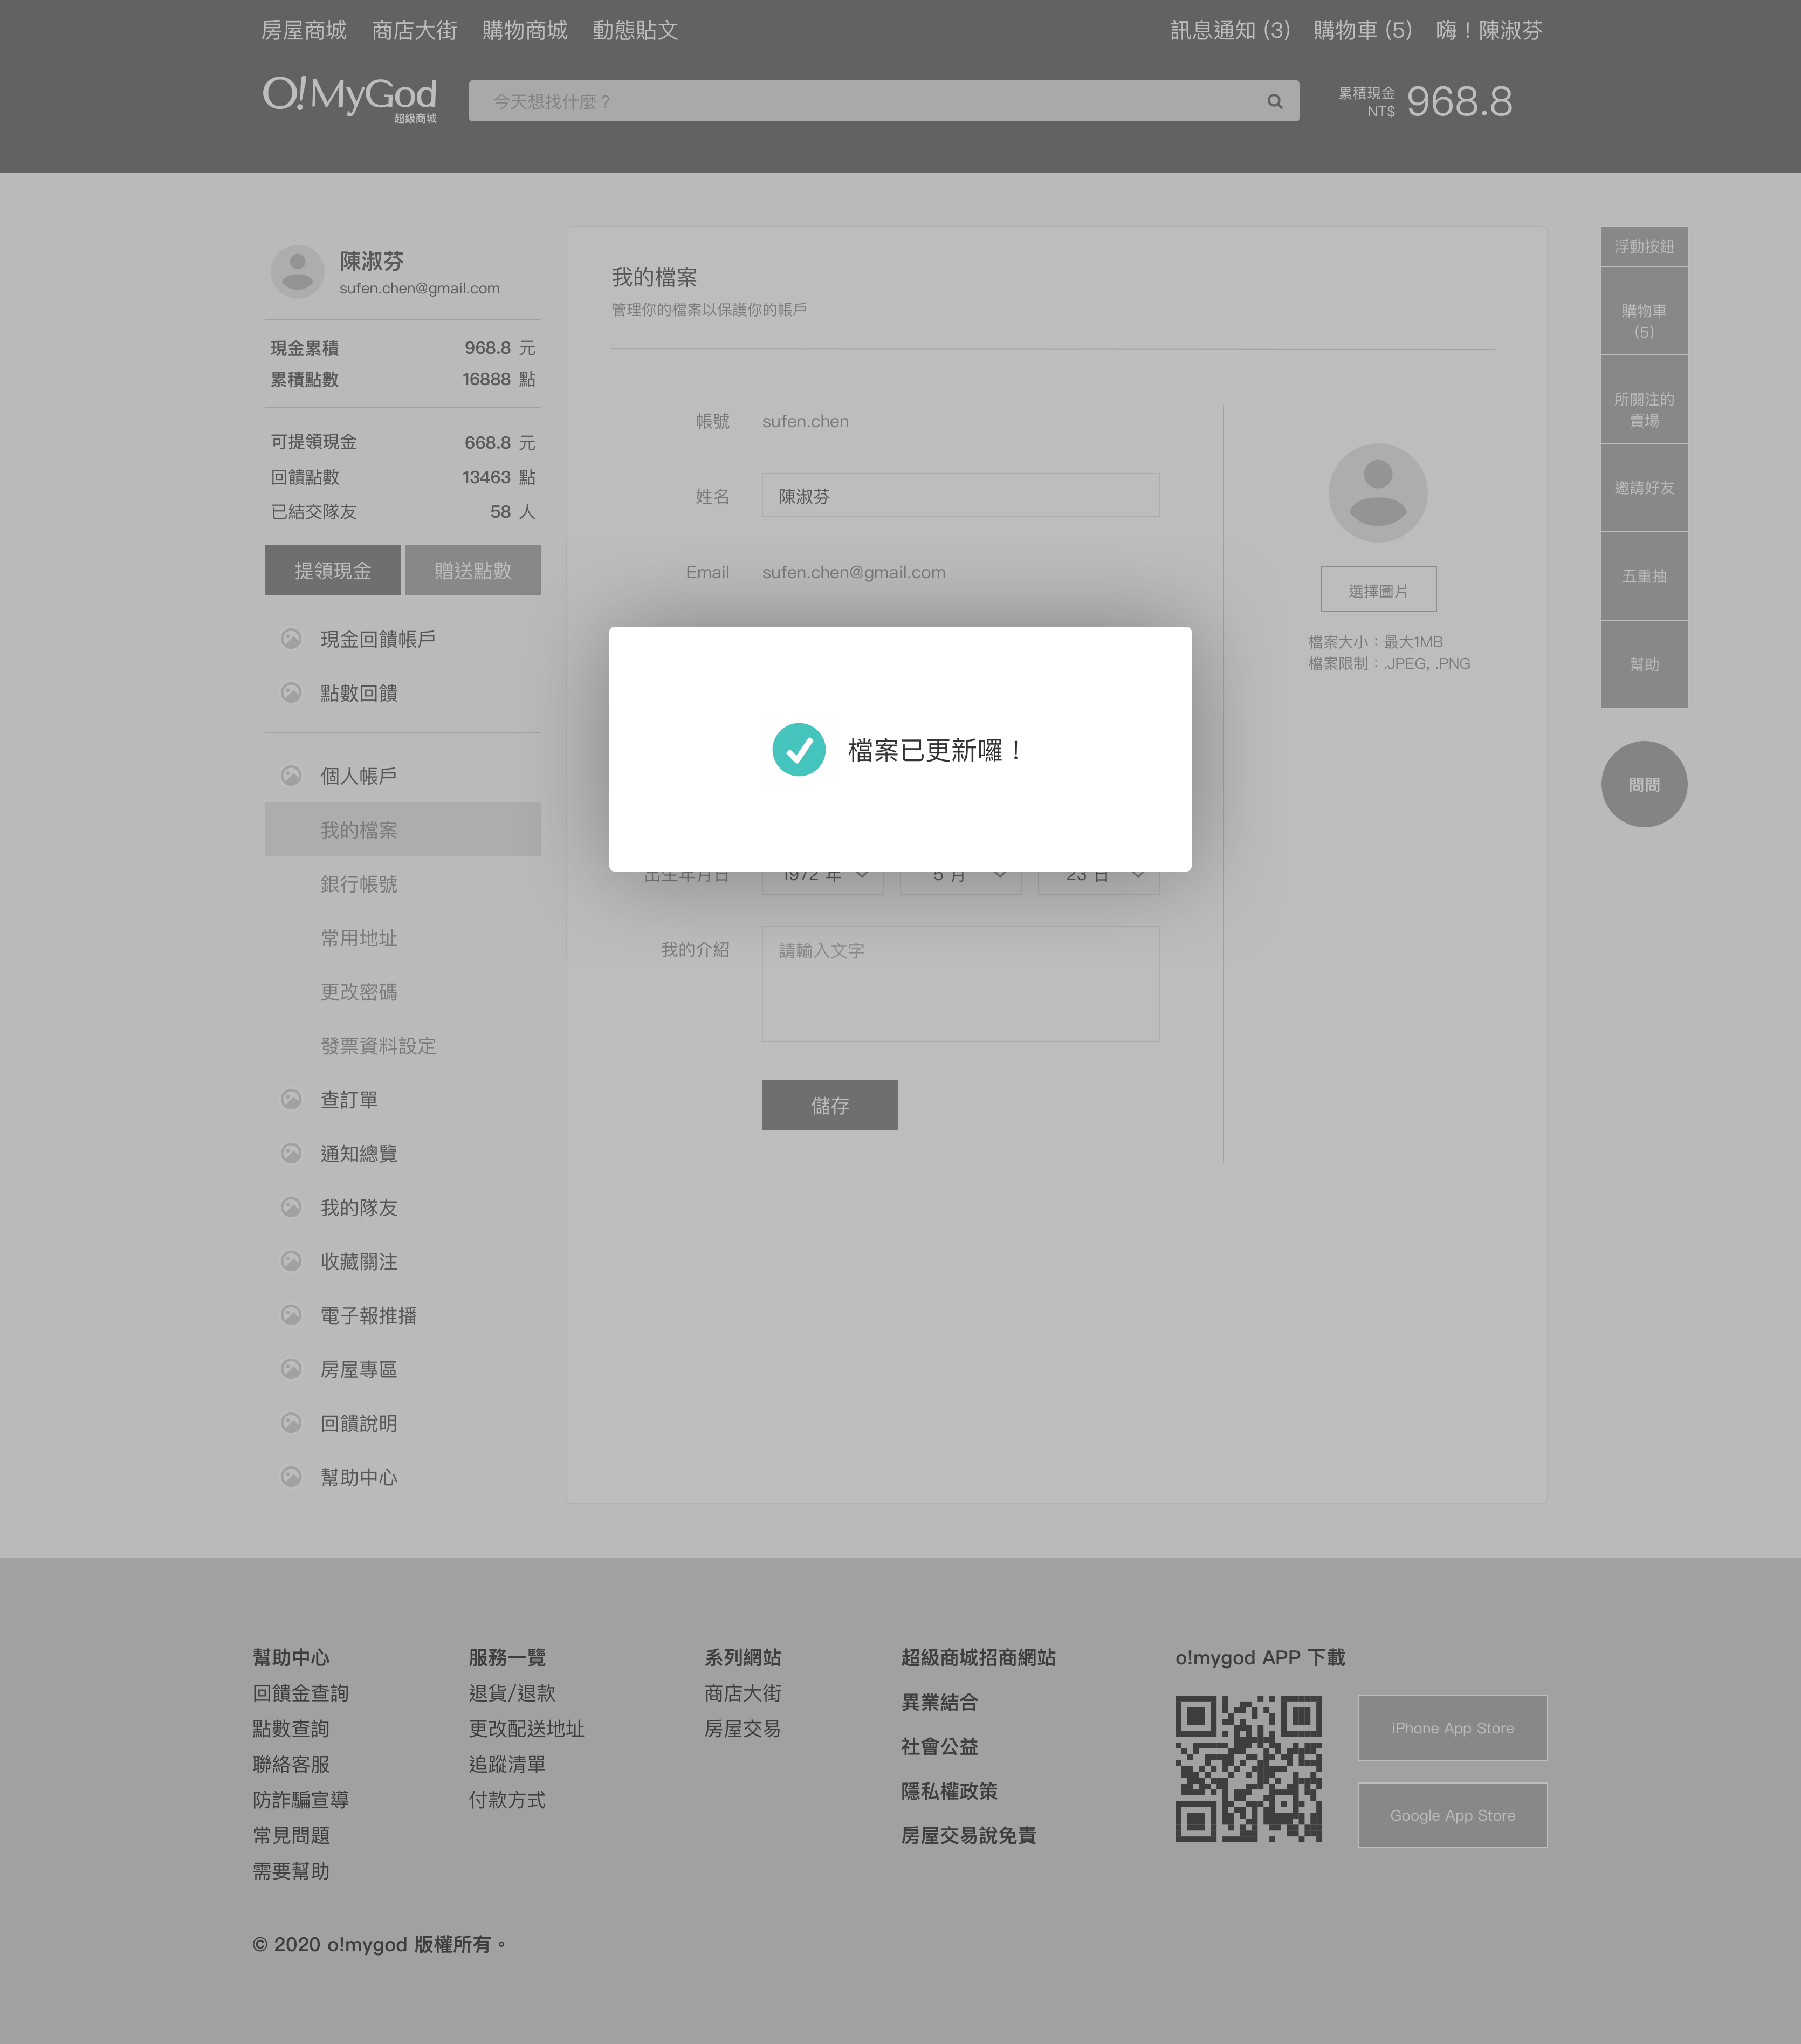 房屋商城 商店大街 購物商城 動態貼文 訊息通知 (3) 購物車 (5) 嗨！陳淑芬
O!MyGod
超級商城
今天想找什麼？
累積現金
NT$
968.8
陳淑芬
sufen.chen@gmail.com
現金累積 968.8 元
累積點數 16888 點
可提領現金 668.8 元
回饋點數 13463 點
已結交隊友 58 人
提領現金 贈送點數
現金回饋帳戶
點數回饋
個人帳戶
我的檔案
銀行帳號
常用地址
更改密碼
發票資料設定
查訂單
通知總覽
我的隊友
收藏關注
電子報推播
房屋專區
回饋說明
幫助中心
我的檔案
管理你的檔案以保護你的帳戶
帳號 sufen.chen
姓名 陳淑芬
Email sufen.chen@gmail.com
檔案已更新囉！
出生年月日 1972 年 5 月 23 日
我的介紹 請輸入文字
儲存
選擇圖片
檔案大小：最大1MB
檔案限制：.JPEG, .PNG
浮動按鈕
購物車
(5)
所關注的
賣場
邀請好友
五重抽
幫助
問問
幫助中心
回饋金查詢
點數查詢
聯絡客服
防詐騙宣導
常見問題
需要幫助
服務一覽
退貨/退款
更改配送地址
追蹤清單
付款方式
系列網站
商店大街
房屋交易
超級商城招商網站
異業結合
社會公益
隱私權政策
房屋交易說免責
o!mygod APP 下載
iPhone App Store
Google App Store
© 2020 o!mygod 版權所有。